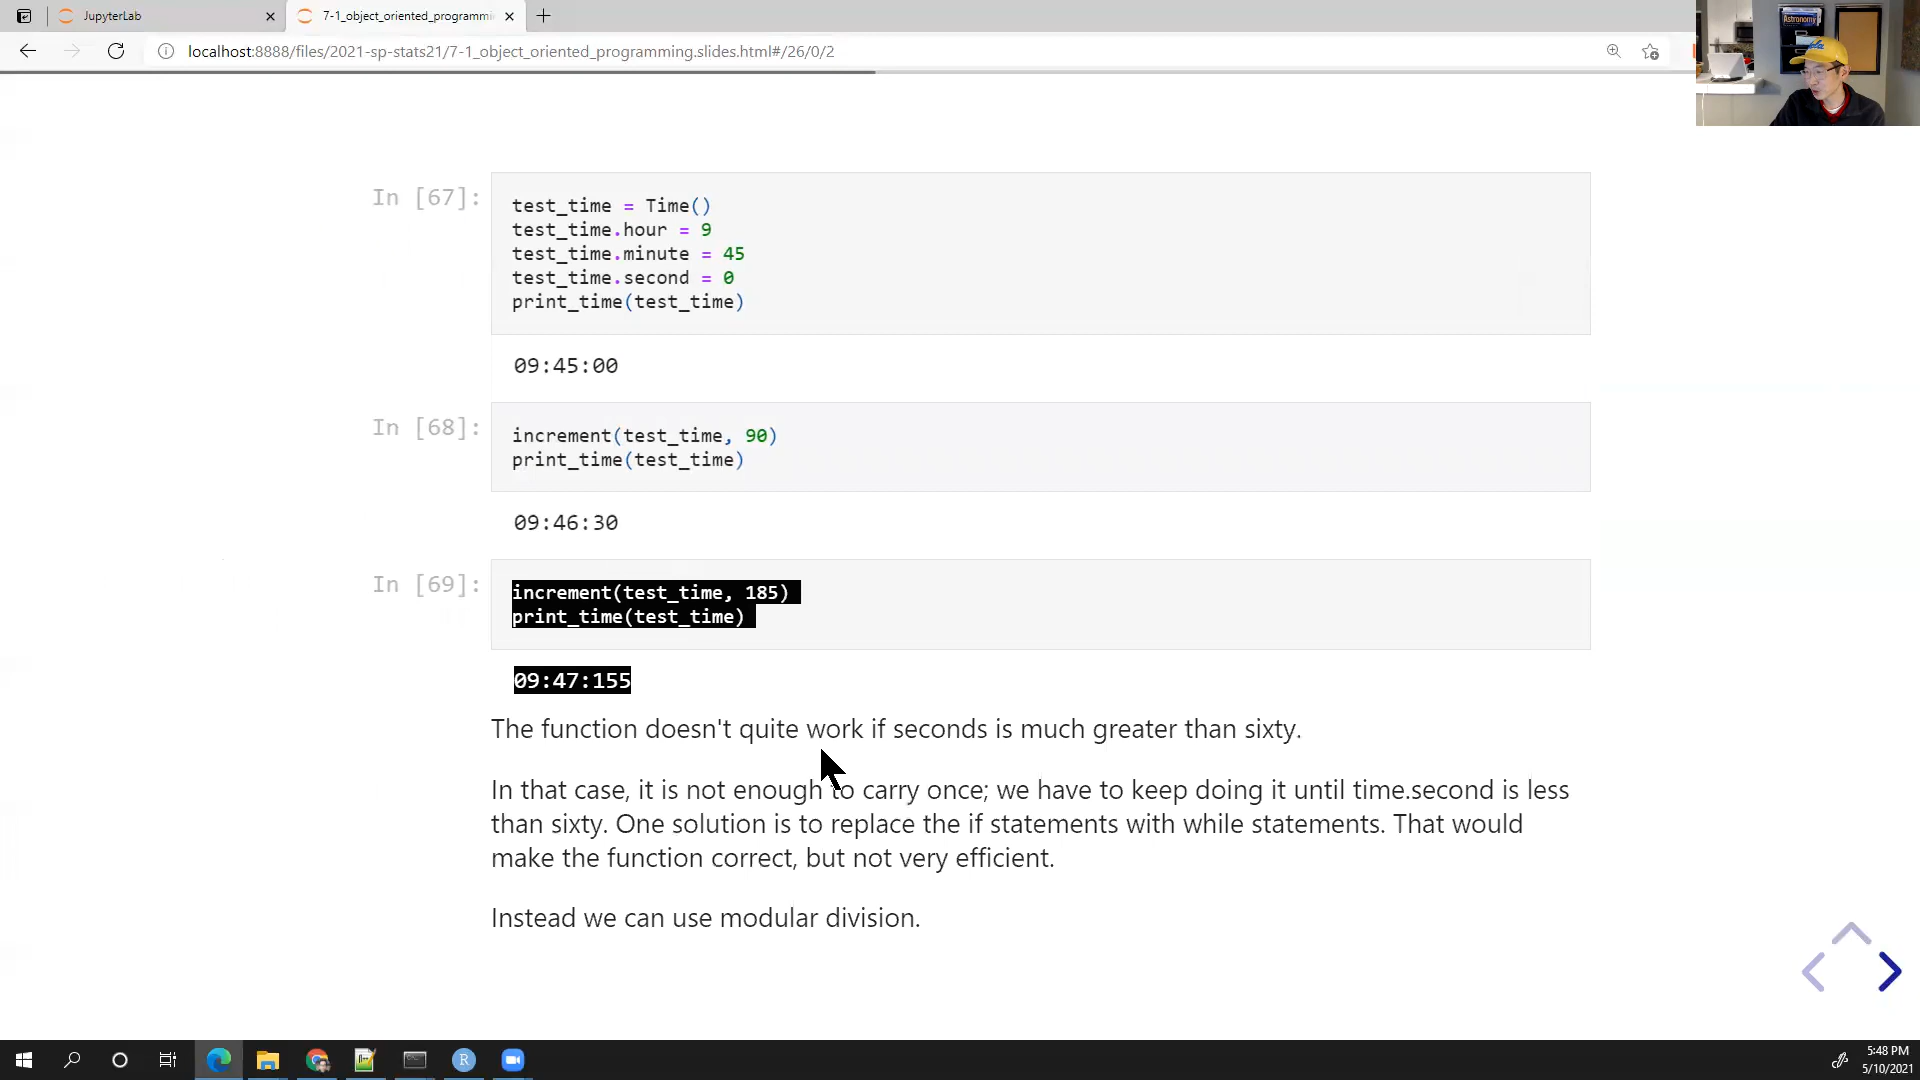 JupyterLab
7-1_object_oriented_programmi
localhost:8888/files/2021-sp-stats21/7-1_object_oriented_programming.slides.html#/26/0/2
Astronomy
In [67]:
test_time = Time()
test_time.hour = 9
test_time.minute = 45
test_time.second = 0
print_time(test_time)
09:45:00
In [68]:
increment(test_time, 90)
print_time(test_time)
09:46:30
In [69]:
increment(test_time, 185)
print_time(test_time)
09:47:155
The function doesn't quite work if seconds is much greater than sixty.
In that case, it is not enough to carry once; we have to keep doing it until time.second is less
than sixty. One solution is to replace the if statements with while statements. That would
make the function correct, but not very efficient.
Instead we can use modular division.
R
5:48 PM
5/10/2021